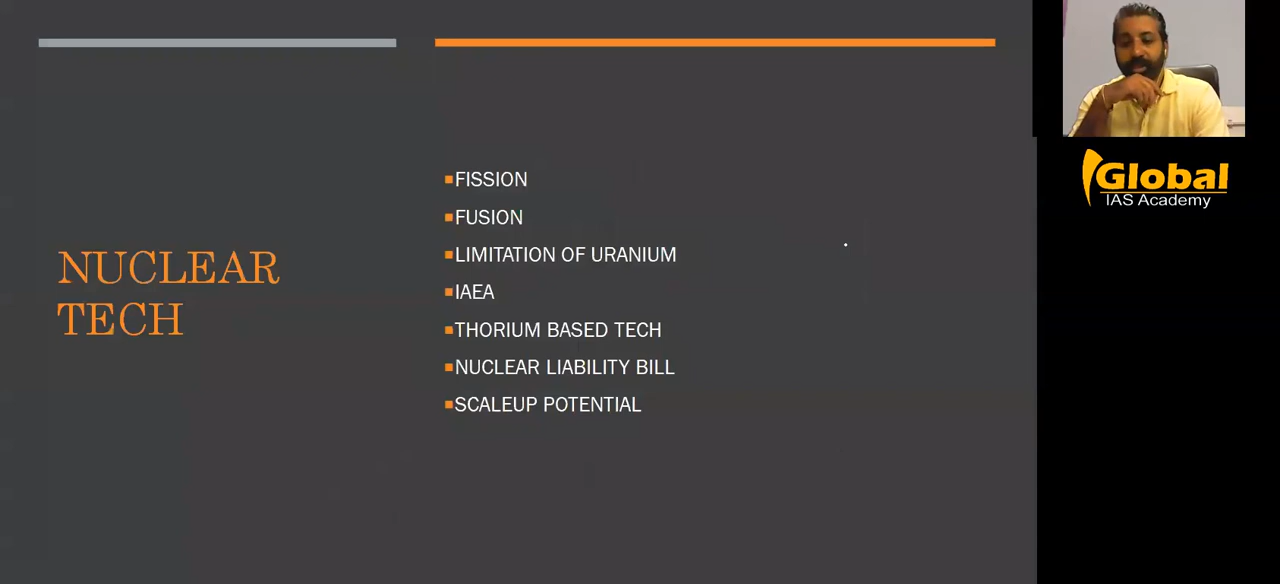 NUCLEAR
TECH
FISSION
FUSION
LIMITATION OF URANIUM
IAEA
THORIUM BASED TECH
NUCLEAR LIABILITY BILL
SCALEUP POTENTIAL
Global
IAS Academy